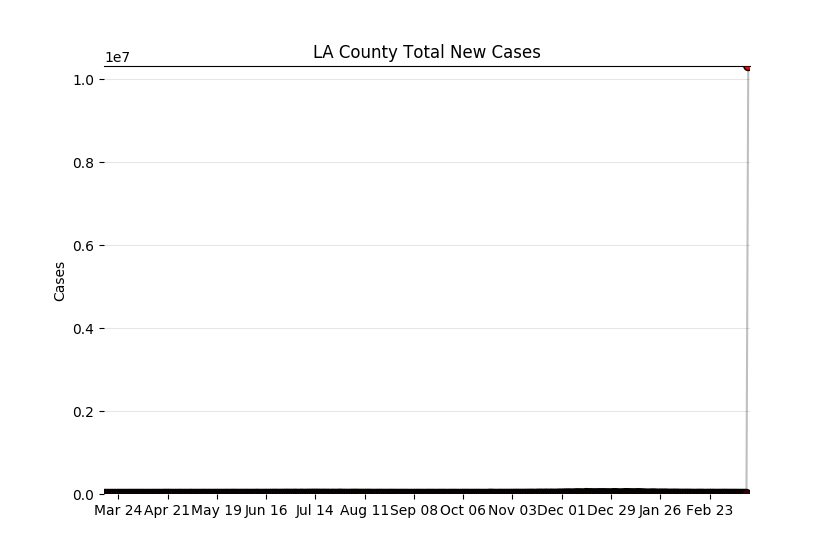 LA County Total New Cases
1e7
1.0
0.8
0.6
0.4
0.2
0.0
Cases
Mar 24 Apr 21 May 19 Jun 16 Jul 14 Aug 11 Sep 08 Oct 06 Nov 03 Dec 01 Dec 29 Jan 26 Feb 23